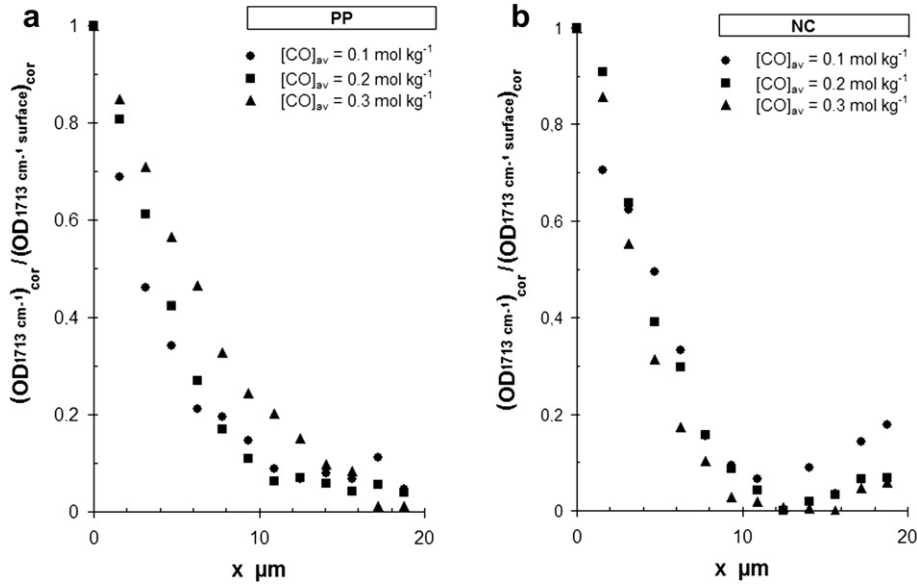 a
PP
[CO]av = 0.1 mol kg-1
[CO]av = 0.2 mol kg-1
[CO]av = 0.3 mol kg-1
1
0.8
0.6
0.4
0.2
0
0
10
20
x µm
(OD1713 cm-1)cor /(OD1713 cm-1 surface)cor
b
NC
[CO]av = 0.1 mol kg-1
[CO]av = 0.2 mol kg-1
[CO]av = 0.3 mol kg-1
1
0.8
0.6
0.4
0.2
0
0
10
20
x µm
(OD1713 cm-1)cor /(OD1713 cm-1 surface)cor